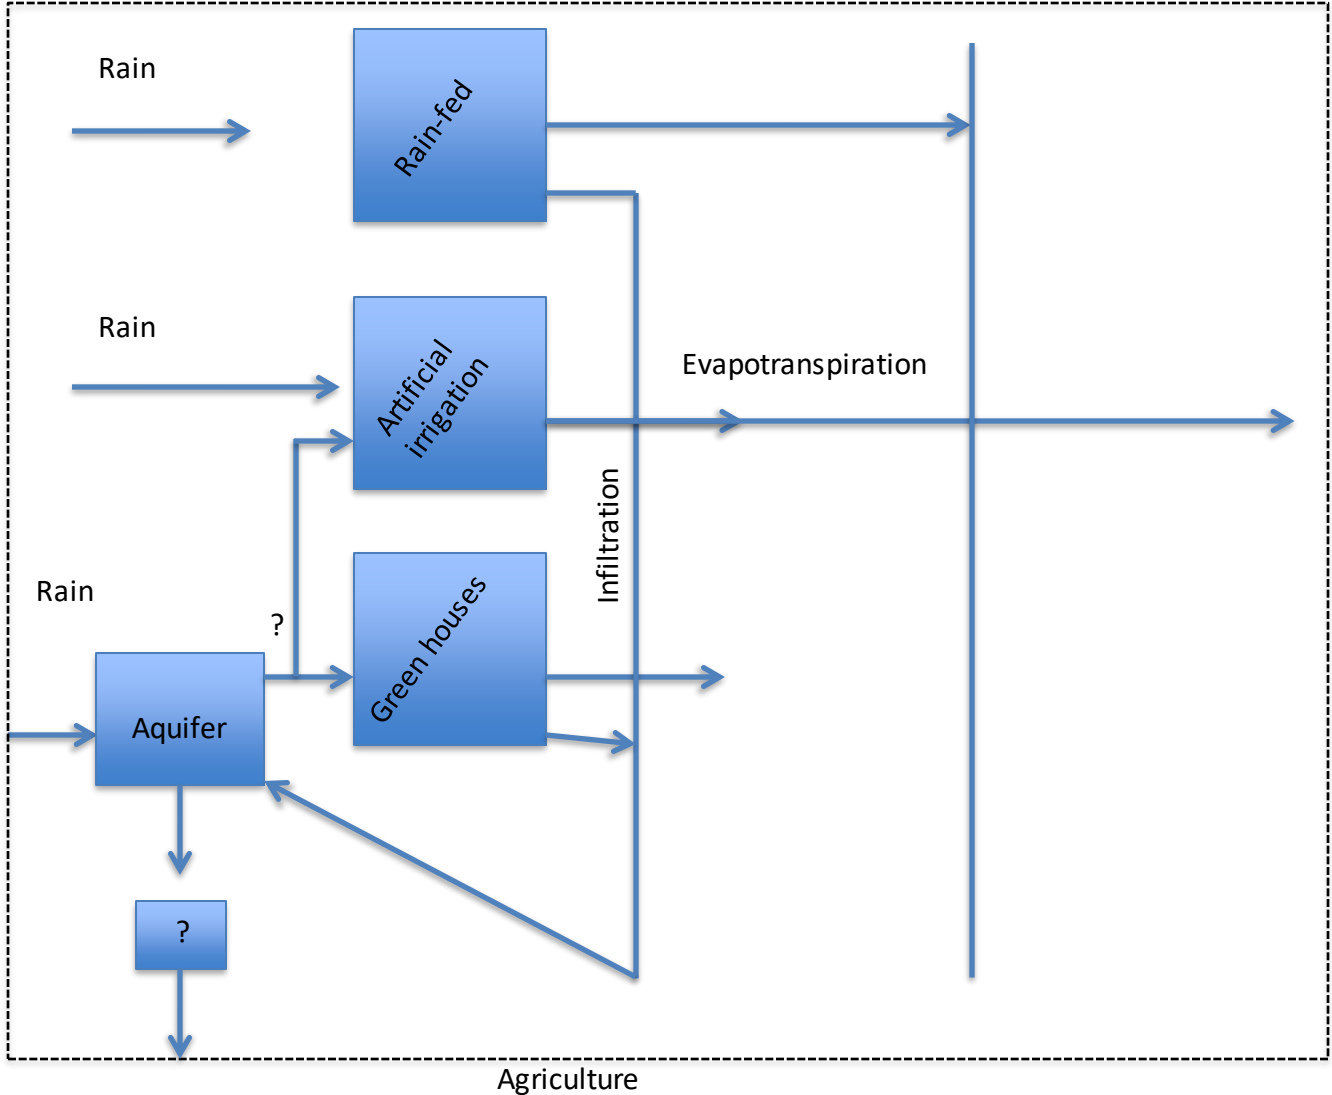 Rain
Rain-fed
Rain
Artificial
irrigation
Evapotranspiration
Infiltration
Rain
?
Green houses
Aquifer
?
Agriculture